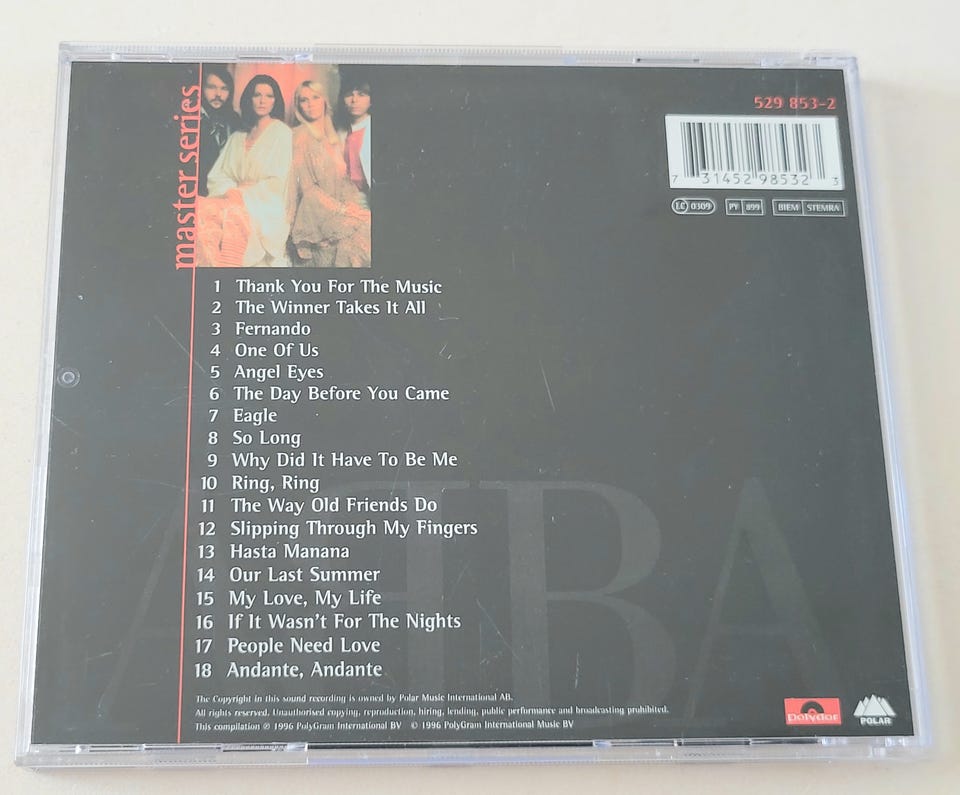 master series
529 853-2
7 31452 98532 3
LC 0309 PY 899 BIEM STEMRA
1 Thank You For The Music
2 The Winner Takes It All
3 Fernando
4 One Of Us
5 Angel Eyes
6 The Day Before You Came
7 Eagle
8 So Long
9 Why Did It Have To Be Me
10 Ring, Ring
11 The Way Old Friends Do
12 Slipping Through My Fingers
13 Hasta Manana
14 Our Last Summer
15 My Love, My Life
16 If It Wasn't For The Nights
17 People Need Love
18 Andante, Andante
ABBA
The Copyright in this sound recording is owned by Polar Music International AB.
All rights reserved. Unauthorised copying, reproduction, hiring, lending, public performance and broadcasting prohibited.
This compilation ℗ 1996 PolyGram International BV © 1996 PolyGram International Music BV
Polydor
POLAR